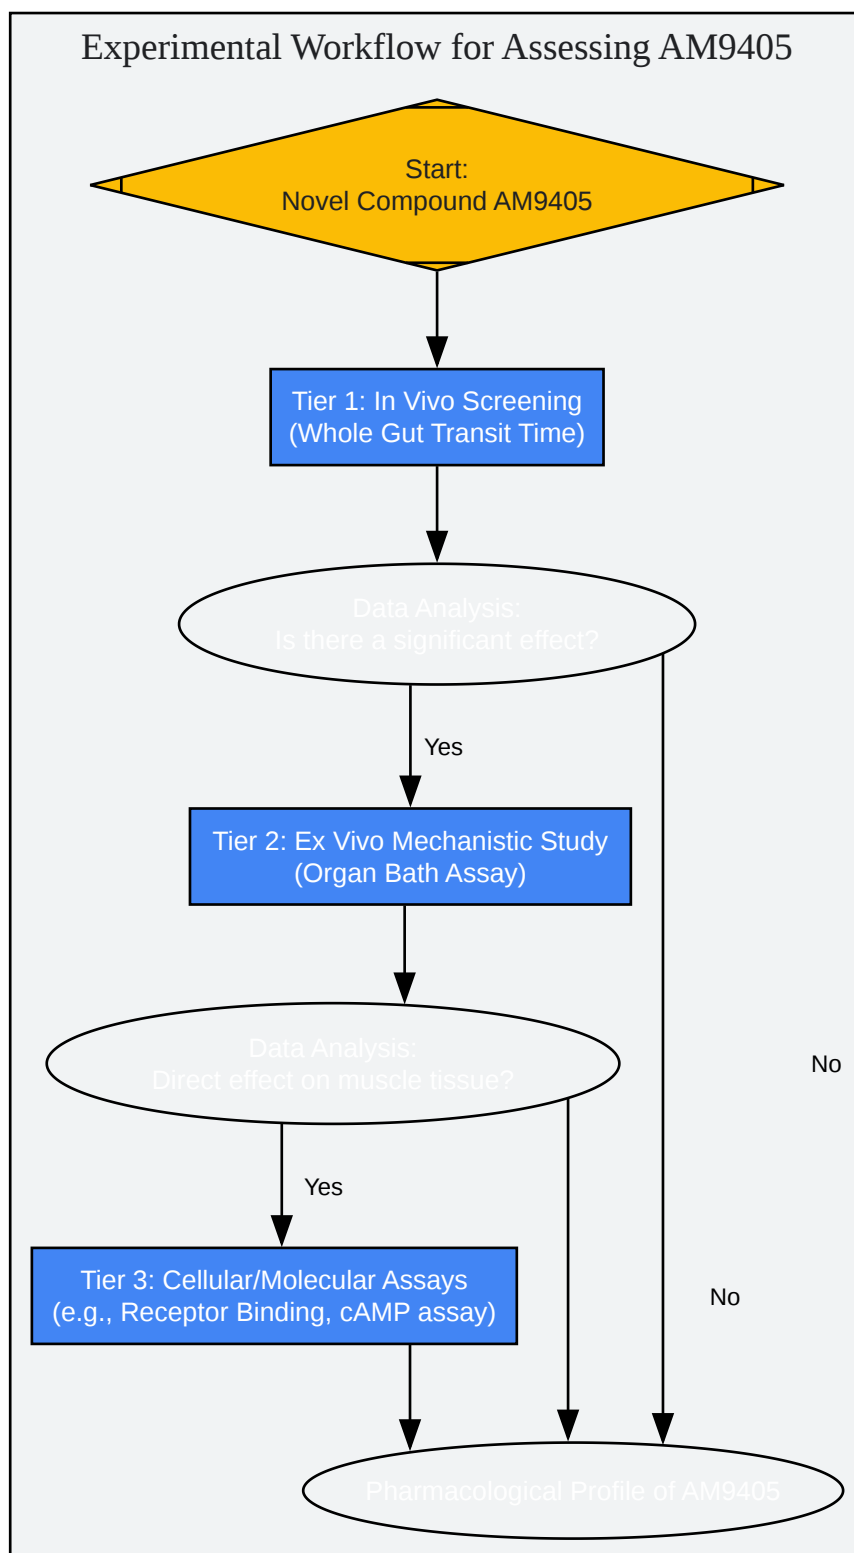 Experimental Workflow for Assessing AM9405
Start:
Novel Compound AM9405
Tier 1: In Vivo Screening
(Whole Gut Transit Time)
Data Analysis:
Is there a significant effect?
Yes
Tier 2: Ex Vivo Mechanistic Study
(Organ Bath Assay)
Data Analysis:
Direct effect on muscle tissue?
No
Yes
Tier 3: Cellular/Molecular Assays
(e.g., Receptor Binding, cAMP assay)
No
Pharmacological Profile of AM9405